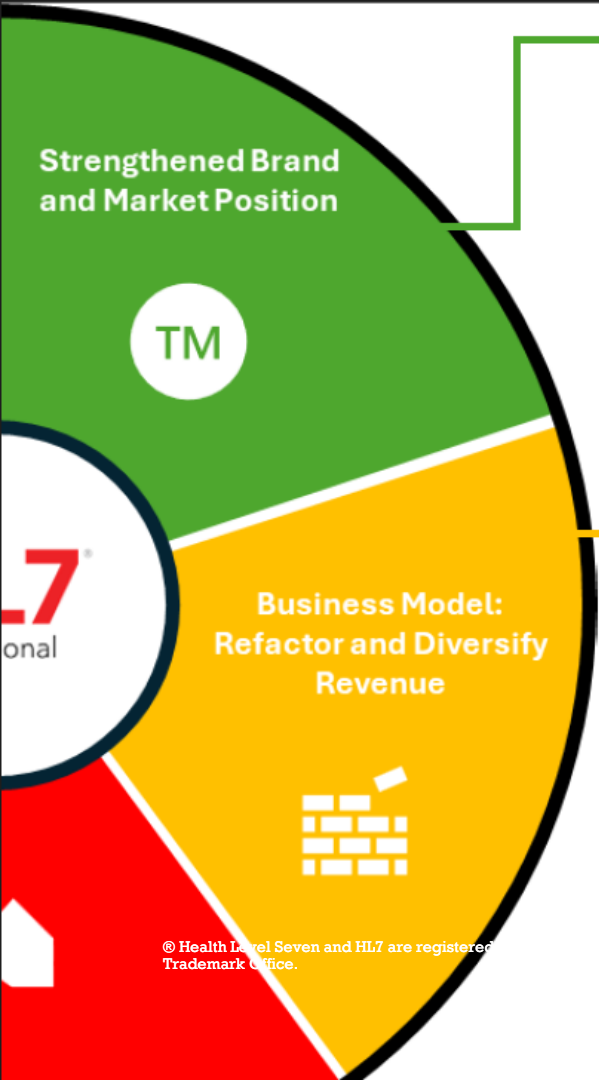 Strengthened Brand
and Market Position
TM
L7®
onal
Business Model:
Refactor and Diversify
Revenue
® Health Level Seven and HL7 are registered
Trademark Office.